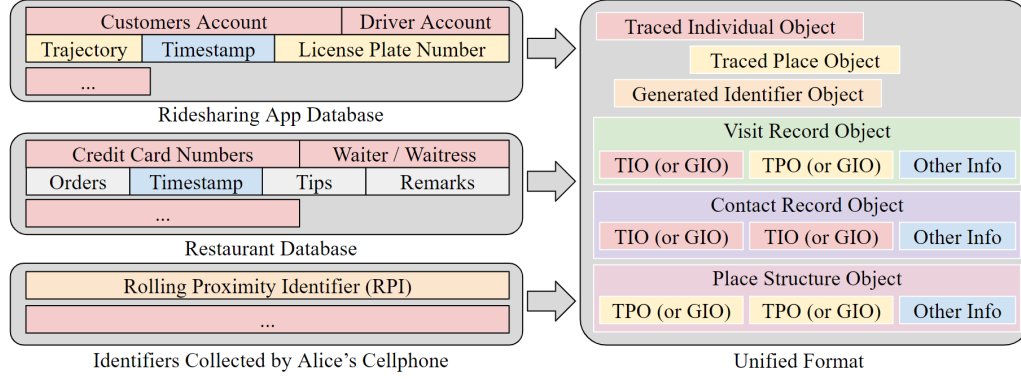 Customers Account
Driver Account
Trajectory
Timestamp
License Plate Number
...
Ridesharing App Database
Credit Card Numbers
Waiter / Waitress
Orders
Timestamp
Tips
Remarks
...
Restaurant Database
Rolling Proximity Identifier (RPI)
...
Identifiers Collected by Alice's Cellphone
Traced Individual Object
Traced Place Object
Generated Identifier Object
Visit Record Object
TIO (or GIO)
TPO (or GIO)
Other Info
Contact Record Object
TIO (or GIO)
TIO (or GIO)
Other Info
Place Structure Object
TPO (or GIO)
TPO (or GIO)
Other Info
Unified Format